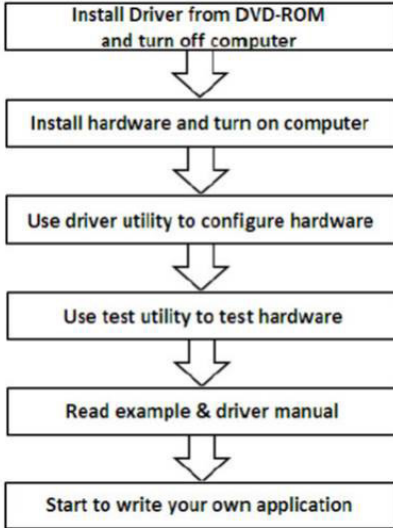 Install Driver from DVD-ROM
and turn off computer
Install hardware and turn on computer
Use driver utility to configure hardware
Use test utility to test hardware
Read example & driver manual
Start to write your own application